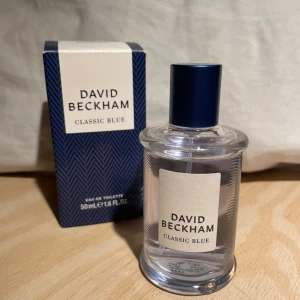 DAVID
BECKHAM
CLASSIC BLUE
EAU DE TOILETTE
50ml℮1.6 FL.OZ.
DAVID
BECKHAM
CLASSIC BLUE